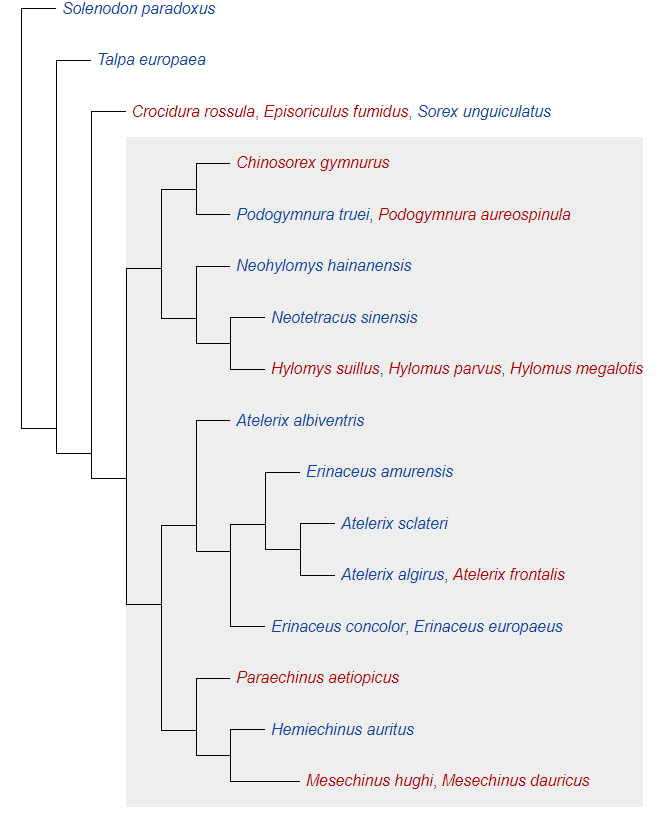 Solenodon paradoxus
Talpa europaea
Crocidura rossula, Episoriculus fumidus, Sorex unguiculatus
Chinosorex gymnurus
Podogymnura truei, Podogymnura aureospinula
Neohylomys hainanensis
Neotetracus sinensis
Hylomys suillus, Hylomus parvus, Hylomus megalotis
Atelerix albiventris
Erinaceus amurensis
Atelerix sclateri
Atelerix algirus, Atelerix frontalis
Erinaceus concolor, Erinaceus europaeus
Paraechinus aetiopicus
Hemiechinus auritus
Mesechinus hughi, Mesechinus dauricus